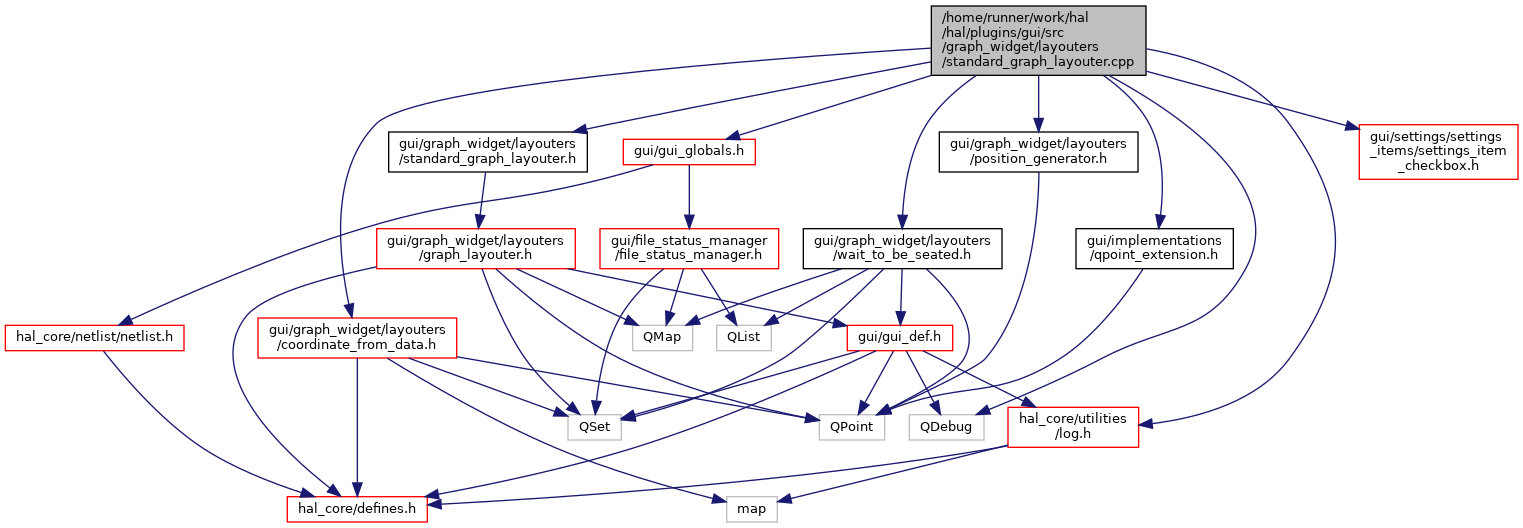 /home/runner/work/hal
/hal/plugins/gui/src
/graph_widget/layouters
/standard_graph_layouter.cpp
gui/graph_widget/layouters
/standard_graph_layouter.h
gui/gui_globals.h
gui/graph_widget/layouters
/position_generator.h
gui/settings/settings
_items/settings_item
_checkbox.h
gui/graph_widget/layouters
/graph_layouter.h
gui/file_status_manager
/file_status_manager.h
gui/graph_widget/layouters
/wait_to_be_seated.h
gui/implementations
/qpoint_extension.h
hal_core/netlist/netlist.h
gui/graph_widget/layouters
/coordinate_from_data.h
QMap
QList
gui/gui_def.h
QSet
QPoint
QDebug
hal_core/utilities
/log.h
hal_core/defines.h
map